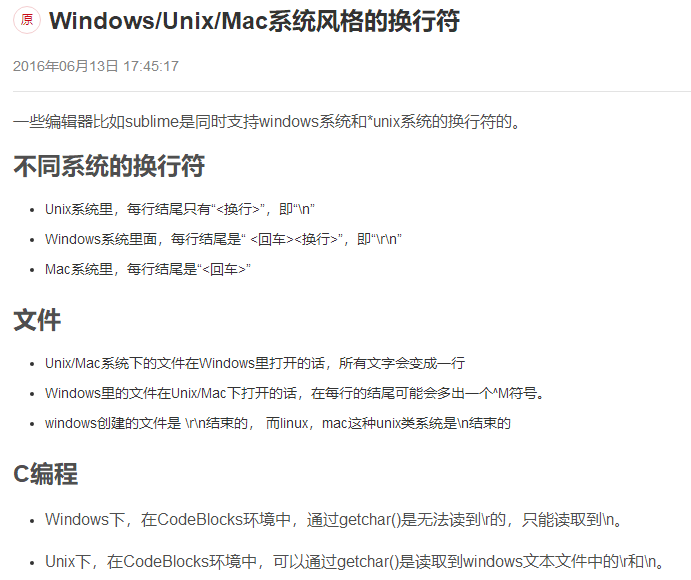 原 Windows/Unix/Mac系统风格的换行符
2016年06月13日 17:45:17
一些编辑器比如sublime是同时支持windows系统和*unix系统的换行符的。
不同系统的换行符
Unix系统里，每行结尾只有“<换行>”，即“\n”
Windows系统里面，每行结尾是“ <回车><换行>”，即“\r\n”
Mac系统里，每行结尾是“<回车>”
文件
Unix/Mac系统下的文件在Windows里打开的话，所有文字会变成一行
Windows里的文件在Unix/Mac下打开的话，在每行的结尾可能会多出一个^M符号。
windows创建的文件是 \r\n结束的， 而linux，mac这种unix类系统是\n结束的
C编程
Windows下，在CodeBlocks环境中，通过getchar()是无法读到\r的，只能读取到\n。
Unix下，在CodeBlocks环境中，可以通过getchar()是读取到windows文本文件中的\r和\n。